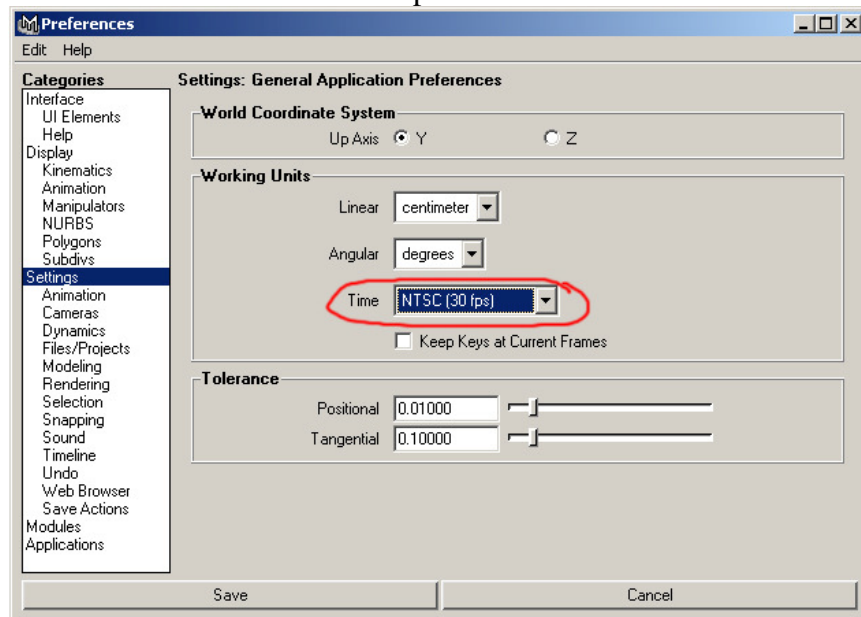 Preferences
Edit Help
Categories
Interface
UI Elements
Help
Display
Kinematics
Animation
Manipulators
NURBS
Polygons
Subdivs
Settings
Animation
Cameras
Dynamics
Files/Projects
Modeling
Rendering
Selection
Snapping
Sound
Timeline
Undo
Web Browser
Save Actions
Modules
Applications
Settings: General Application Preferences
World Coordinate System
Up Axis Y Z
Working Units
Linear centimeter
Angular degrees
Time NTSC (30 fps)
Keep Keys at Current Frames
Tolerance
Positional 0.01000
Tangential 0.10000
Save Cancel